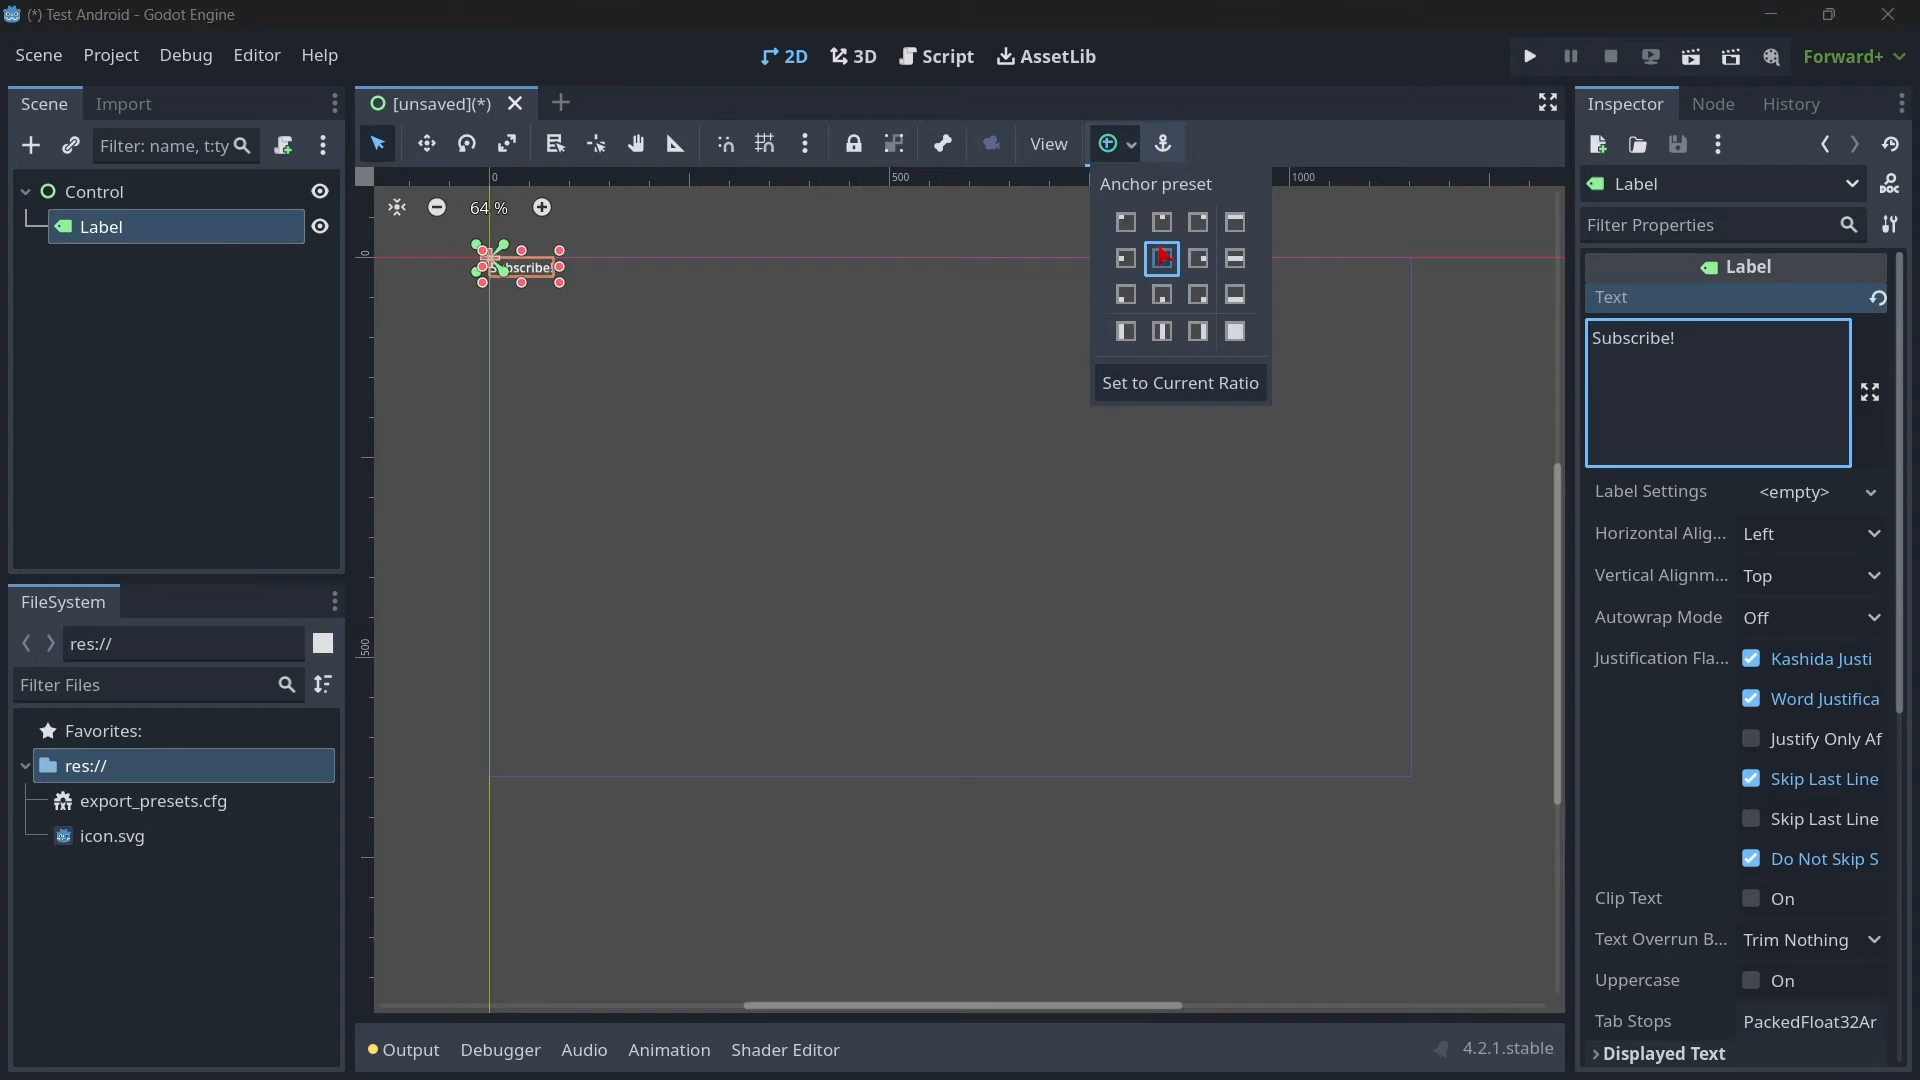 (*) Test Android - Godot Engine
Scene Project Debug Editor Help
2D 3D Script AssetLib
Forward+
Scene Import
[unsaved](*)
Inspector Node History
Filter: name, t:ty
View
Control
Label
64 %
0
500
1000
0
500
Subscribe!
Anchor preset
Set to Current Ratio
FileSystem
res://
Filter Files
Favorites:
res://
export_presets.cfg
icon.svg
Output Debugger Audio Animation Shader Editor
4.2.1.stable
Label
DOC
Filter Properties
Label
Text
Subscribe!
Label Settings <empty>
Horizontal Alig... Left
Vertical Alignm... Top
Autowrap Mode Off
Justification Fla... Kashida Justi
Word Justifica
Justify Only Af
Skip Last Line
Skip Last Line
Do Not Skip S
Clip Text On
Text Overrun B... Trim Nothing
Uppercase On
Tab Stops PackedFloat32Ar
Displayed Text